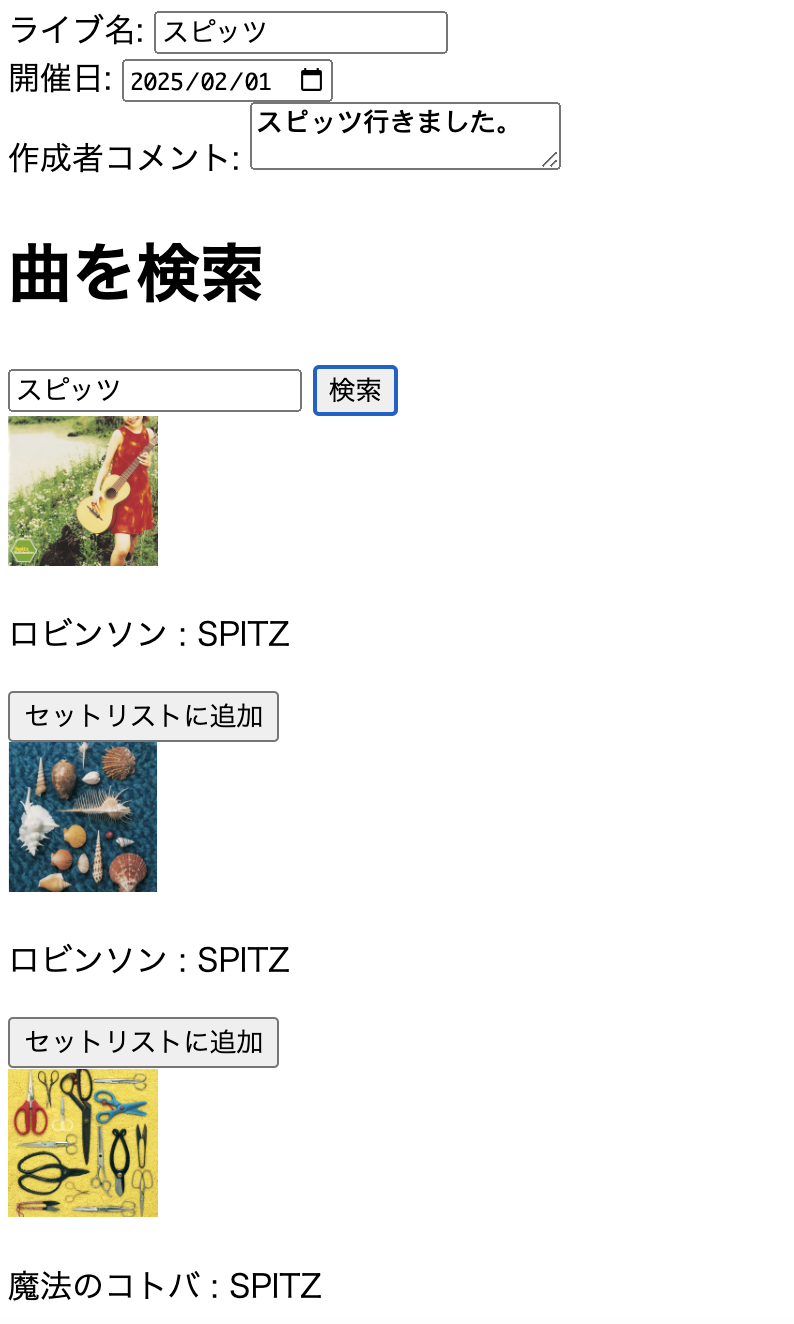 ライブ名: スピッツ
開催日: 2025/02/01
作成者コメント: スピッツ行きました。
曲を検索
スピッツ 検索
ロビンソン : SPITZ
セットリストに追加
ロビンソン : SPITZ
セットリストに追加
魔法のコトバ : SPITZ